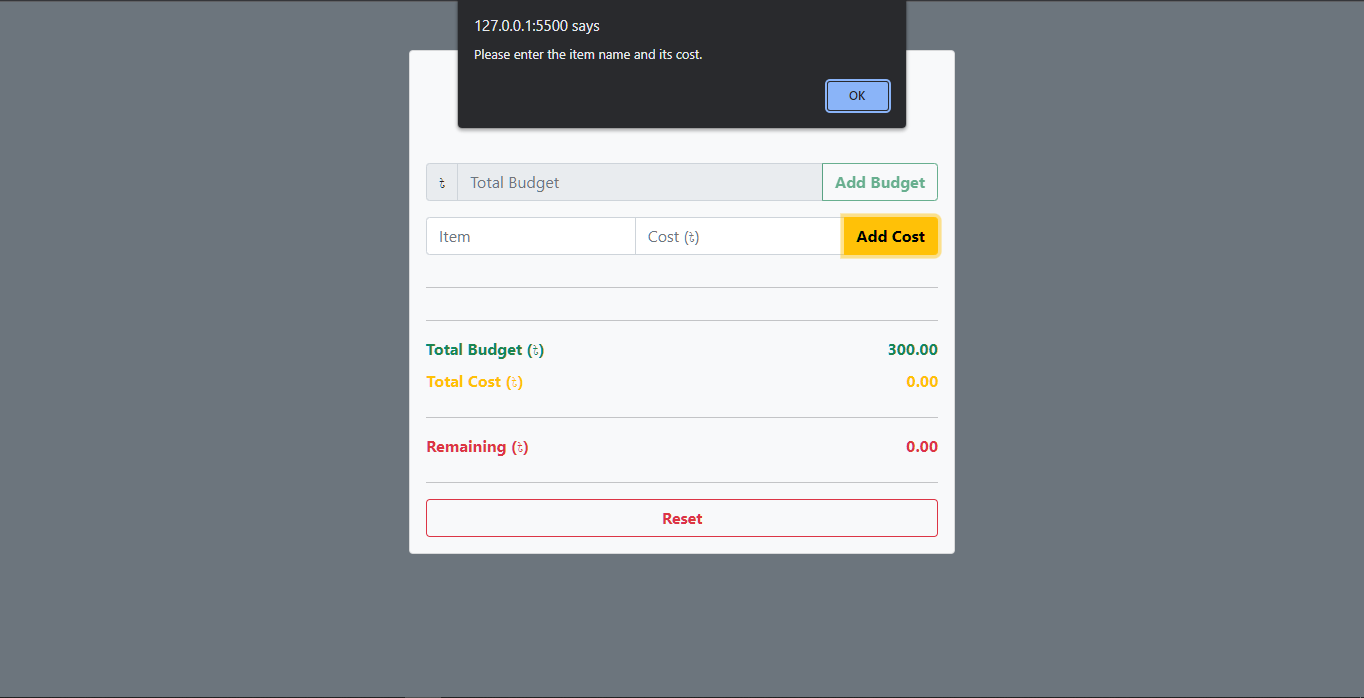 127.0.0.1:5500 says
Please enter the item name and its cost.
OK
৳ Total Budget Add Budget
Item Cost (৳) Add Cost
Total Budget (৳) 300.00
Total Cost (৳) 0.00
Remaining (৳) 0.00
Reset